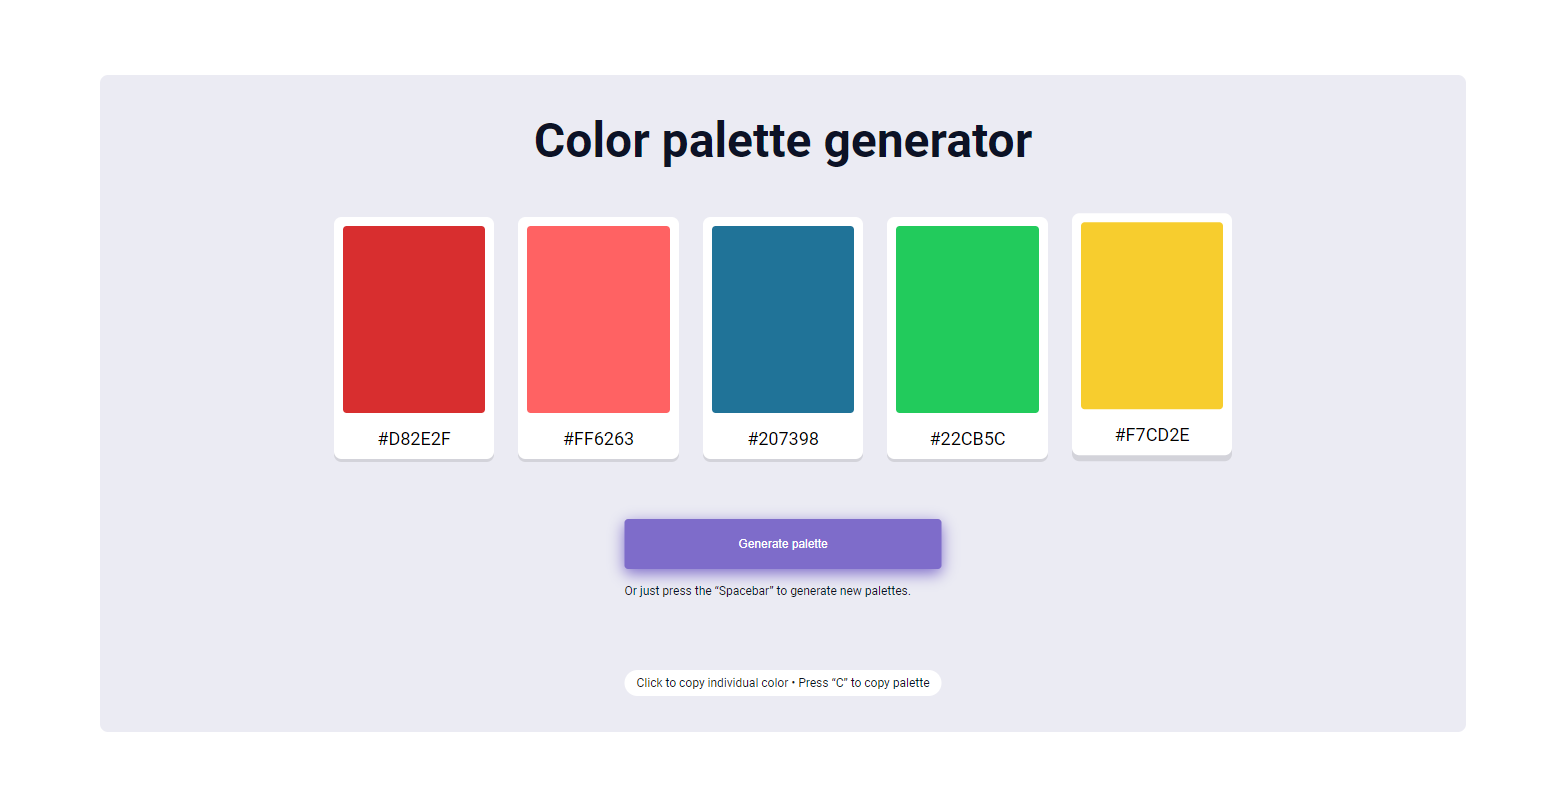 Color palette generator
#D82E2F
#FF6263
#207398
#22CB5C
#F7CD2E
Generate palette
Or just press the “Spacebar” to generate new palettes.
Click to copy individual color • Press “C” to copy palette